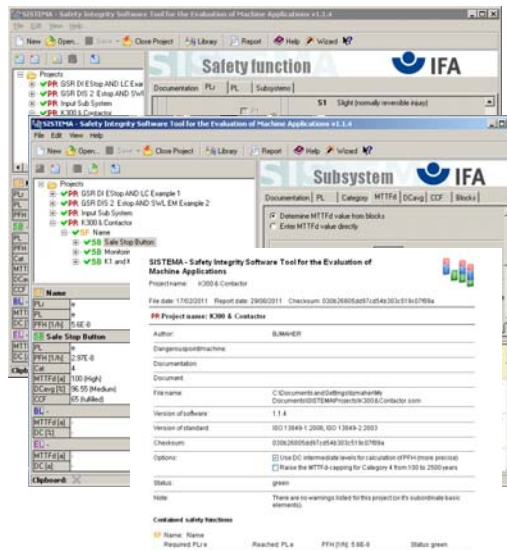 SISTEMA - Safety Integrity Software Tool for the Evaluation of Machine Applications v1.1.4
File Edit View Help
New Open... Save Close Project Library Report Help Wizard
Safety function
IFA
Projects
PR GSR DI EStop AND LC Exar
PR GSR DIS 2 Estop AND SWL
PR Input Sub System
PR K300 & Contactor
Documentation PLr PL Subsystems
S1 Slight (normally reversible injury)
SISTEMA - Safety Integrity Software Tool for the Evaluation of Machine Applications v1.1.4
File Edit View Help
New Open... Save Close Project Library Report Help Wizard
Subsystem
IFA
Projects
PR GSR DI EStop AND LC Example 1
PR GSR DIS 2 Estop AND SWL EM Example 2
PR Input Sub System
PR K300 & Contactor
SF Name
SB Safe Stop Button
SB Monitorin
SB K1 and K
Documentation PL Category MTTFd DCavg CCF Blocks
Determine MTTFd value from blocks
Enter MTTFd value directly
Name
PLr e
PL e
PFH [1/h] 5.6E-8
SB Safe Stop Button
PL e
PFH [1/h] 2.97E-8
Cat 4
MTTFd [a] 100 (High)
DCavg [%] 96.55 (Medium)
CCF 65 (fulfilled)
BL -
MTTFd [a] -
DC [%] -
EL -
MTTFd [a] -
DC [a] -
Clipboard:
SISTEMA - Safety Integrity Software Tool for the Evaluation of
Machine Applications
Project name: K300 & Contactor
File date: 17/02/2011 Report date: 29/08/2011 Checksum: 030b26805dd97cd54b303c519c07f69a
PR Project name: K300 & Contactor
Author: BJMAHER
Dangerous point/machine:
Documentation:
Document:
File name: C:\Documents and Settings\bjmaher\My
Documents\SISTEMA\Projects\K300 & Contactor.ssm
Version of software: 1.1.4
Version of standard: ISO 13849-1:2008, ISO 13849-2:2003
Checksum: 030b26805dd97cd54b303c519c07f69a
Options: Use DC intermediate levels for calculation of PFH (more precise)
Raise the MTTFd-capping for Category 4 from 100 to 2500 years
Status: green
Note: There are no warnings listed for this project (or it's subordinate basic
elements).
Contained safety functions
SF Name: Name
Required: PLr e Reached: PL e PFH [1/h]: 5.6E-8 Status: green